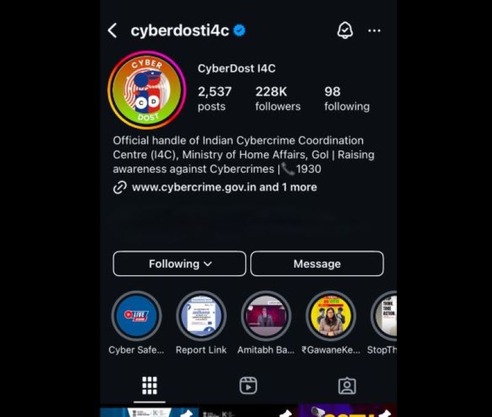 cyberdosti4c
CYBER
CD
DOST
CyberDost I4C
2,537 228K 98
posts followers following
Official handle of Indian Cybercrime Coordination
Centre (I4C), Ministry of Home Affairs, GoI | Raising
awareness against Cybercrimes |📞1930
www.cybercrime.gov.in and 1 more
Following Message
LIVE
Cyber Safe... Report Link Amitabh Ba... ₹GawaneKe... StopTh